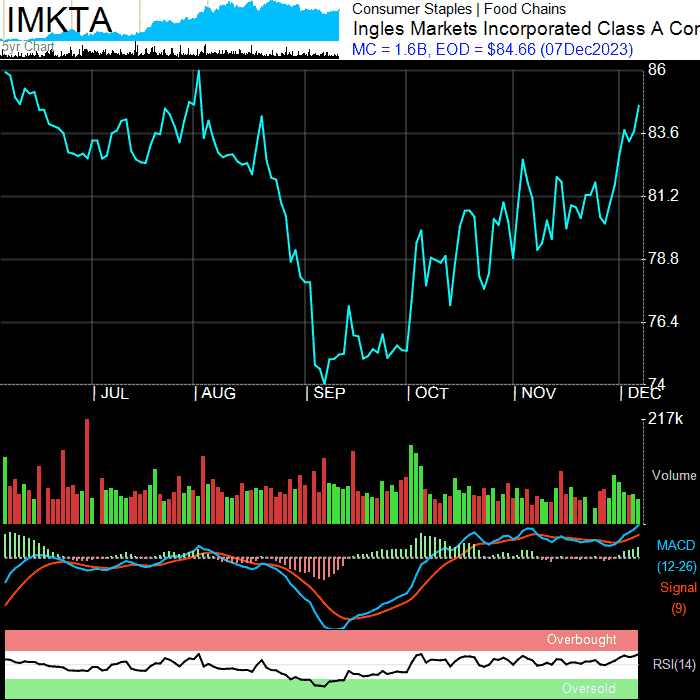 IMKTA
5yr Chart
Consumer Staples | Food Chains
Ingles Markets Incorporated Class A Cor
MC = 1.6B, EOD = $84.66 (07Dec2023)
86
83.6
81.2
78.8
76.4
74
| JUL | AUG | SEP | OCT | NOV | DEC
217k
Volume
MACD
(12-26)
Signal
(9)
Overbought
RSI(14)
Oversold